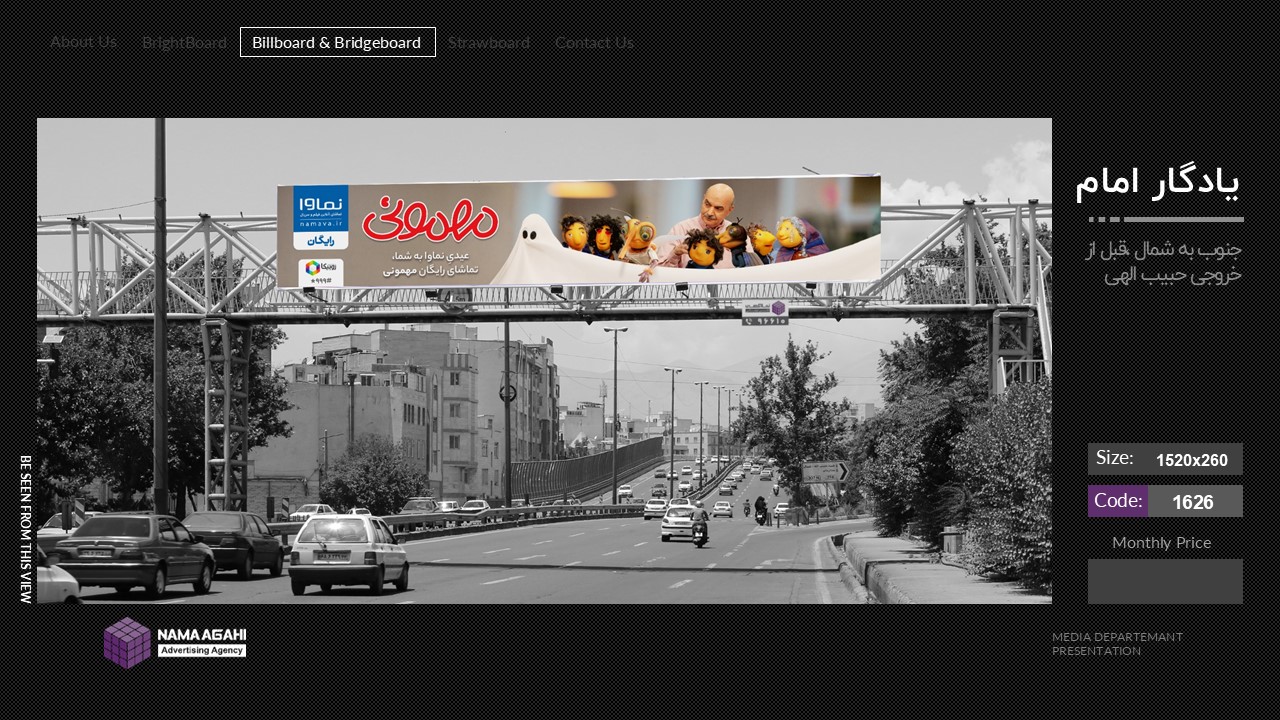 About Us
BrightBoard
Billboard & Bridgeboard
Strawboard
Contact Us
نماوا
namava.ir
رایگان
مهمونی
عیدی نماوا به شما،
تماشای رایگان مهمونی
روبیکا
*۹۹۹#
یادگار امام
جنوب به شمال ،قبل از
خروجی حبیب الهی
Size: 1520x260
Code: 1626
Monthly Price
BE SEEN FROM THIS VIEW
NAMA AGAHI
Advertising Agency
MEDIA DEPARTEMANT
PRESENTATION